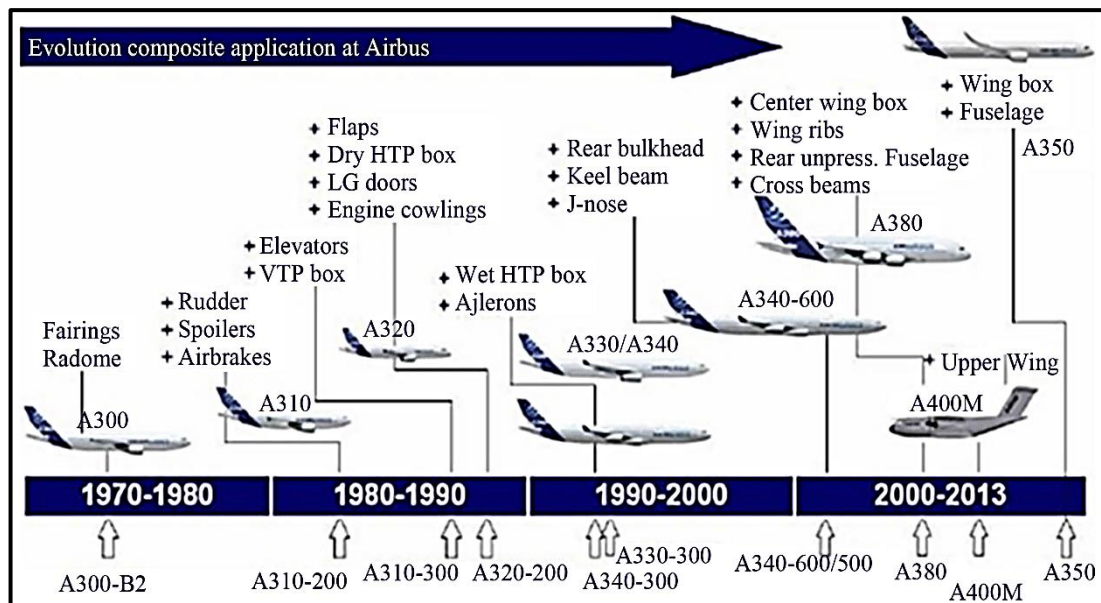 Evolution composite application at Airbus
Fairings
Radome
A300
+ Rudder
+ Spoilers
+ Airbrakes
A310
+ Elevators
+ VTP box
+ Flaps
+ Dry HTP box
+ LG doors
+ Engine cowlings
A320
+ Wet HTP box
+ Ajlerons
A330/A340
+ Rear bulkhead
+ Keel beam
+ J-nose
A340-600
+ Center wing box
+ Wing ribs
+ Rear unpress. Fuselage
+ Cross beams
A380
+ Upper Wing
A400M
+ Wing box
+ Fuselage
A350
1970-1980
1980-1990
1990-2000
2000-2013
A300-B2
A310-200
A310-300
A320-200
A330-300
A340-300
A340-600/500
A380
A400M
A350